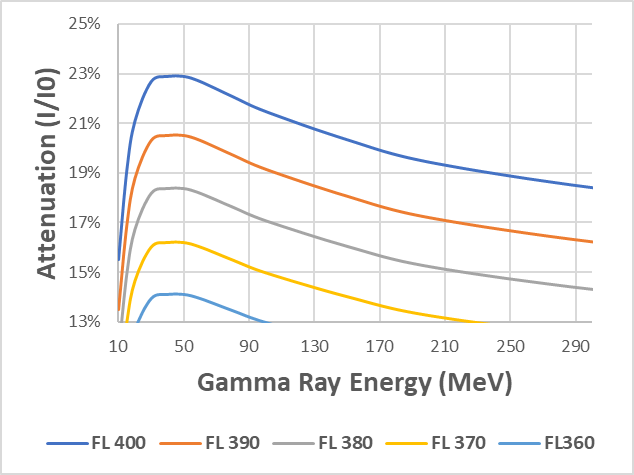 25%
23%
21%
19%
17%
15%
13%
Attenuation (I/I0)
10 50 90 130 170 210 250 290
Gamma Ray Energy (MeV)
FL 400 FL 390 FL 380 FL 370 FL360